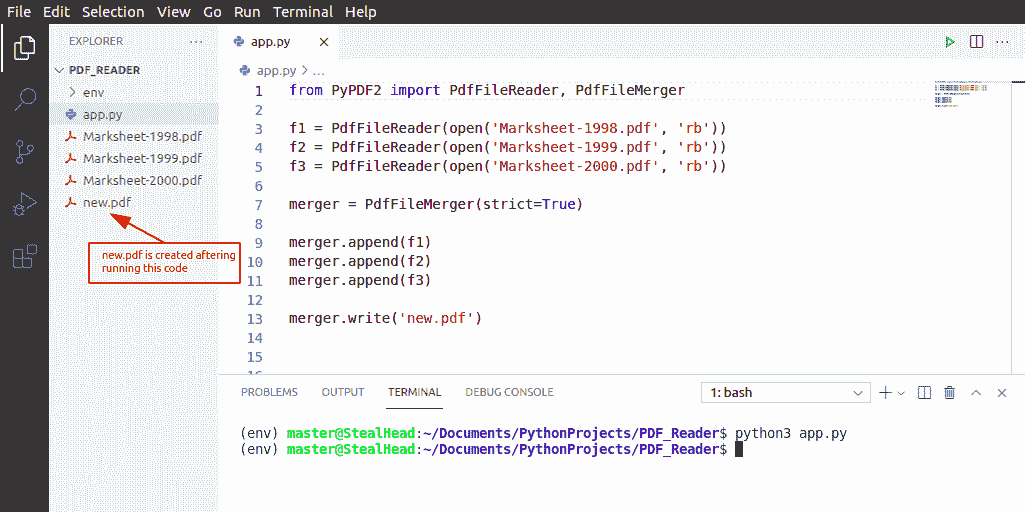 File Edit Selection View Go Run Terminal Help
EXPLORER ···
PDF_READER
env
app.py
Marksheet-1998.pdf
Marksheet-1999.pdf
Marksheet-2000.pdf
new.pdf
new.pdf is created aftering
running this code
app.py
app.py > ...
1 from PyPDF2 import PdfFileReader, PdfFileMerger
2
3 f1 = PdfFileReader(open('Marksheet-1998.pdf', 'rb'))
4 f2 = PdfFileReader(open('Marksheet-1999.pdf', 'rb'))
5 f3 = PdfFileReader(open('Marksheet-2000.pdf', 'rb'))
6
7 merger = PdfFileMerger(strict=True)
8
9 merger.append(f1)
10 merger.append(f2)
11 merger.append(f3)
12
13 merger.write('new.pdf')
14
15
PROBLEMS OUTPUT TERMINAL DEBUG CONSOLE 1: bash
(env) master@StealHead:~/Documents/PythonProjects/PDF_Reader$ python3 app.py
(env) master@StealHead:~/Documents/PythonProjects/PDF_Reader$